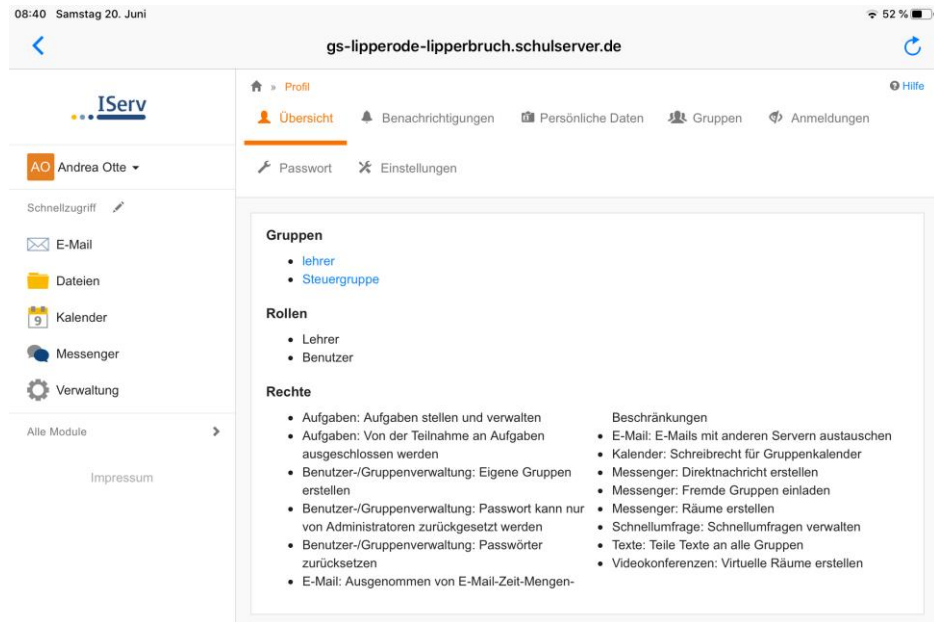 08:40 Samstag 20. Juni
52 %
gs-lipperode-lipperbruch.schulserver.de
IServ
AO Andrea Otte
Schnellzugriff
E-Mail
Dateien
9 Kalender
Messenger
Verwaltung
Alle Module
Impressum
» Profil
Hilfe
Übersicht Benachrichtigungen Persönliche Daten Gruppen Anmeldungen
Passwort Einstellungen
Gruppen
• lehrer
• Steuergruppe
Rollen
• Lehrer
• Benutzer
Rechte
• Aufgaben: Aufgaben stellen und verwalten
• Aufgaben: Von der Teilnahme an Aufgaben
ausgeschlossen werden
• Benutzer-/Gruppenverwaltung: Eigene Gruppen
erstellen
• Benutzer-/Gruppenverwaltung: Passwort kann nur
von Administratoren zurückgesetzt werden
• Benutzer-/Gruppenverwaltung: Passwörter
zurücksetzen
• E-Mail: Ausgenommen von E-Mail-Zeit-Mengen-
Beschränkungen
• E-Mail: E-Mails mit anderen Servern austauschen
• Kalender: Schreibrecht für Gruppenkalender
• Messenger: Direktnachricht erstellen
• Messenger: Fremde Gruppen einladen
• Messenger: Räume erstellen
• Schnellumfrage: Schnellumfragen verwalten
• Texte: Teile Texte an alle Gruppen
• Videokonferenzen: Virtuelle Räume erstellen